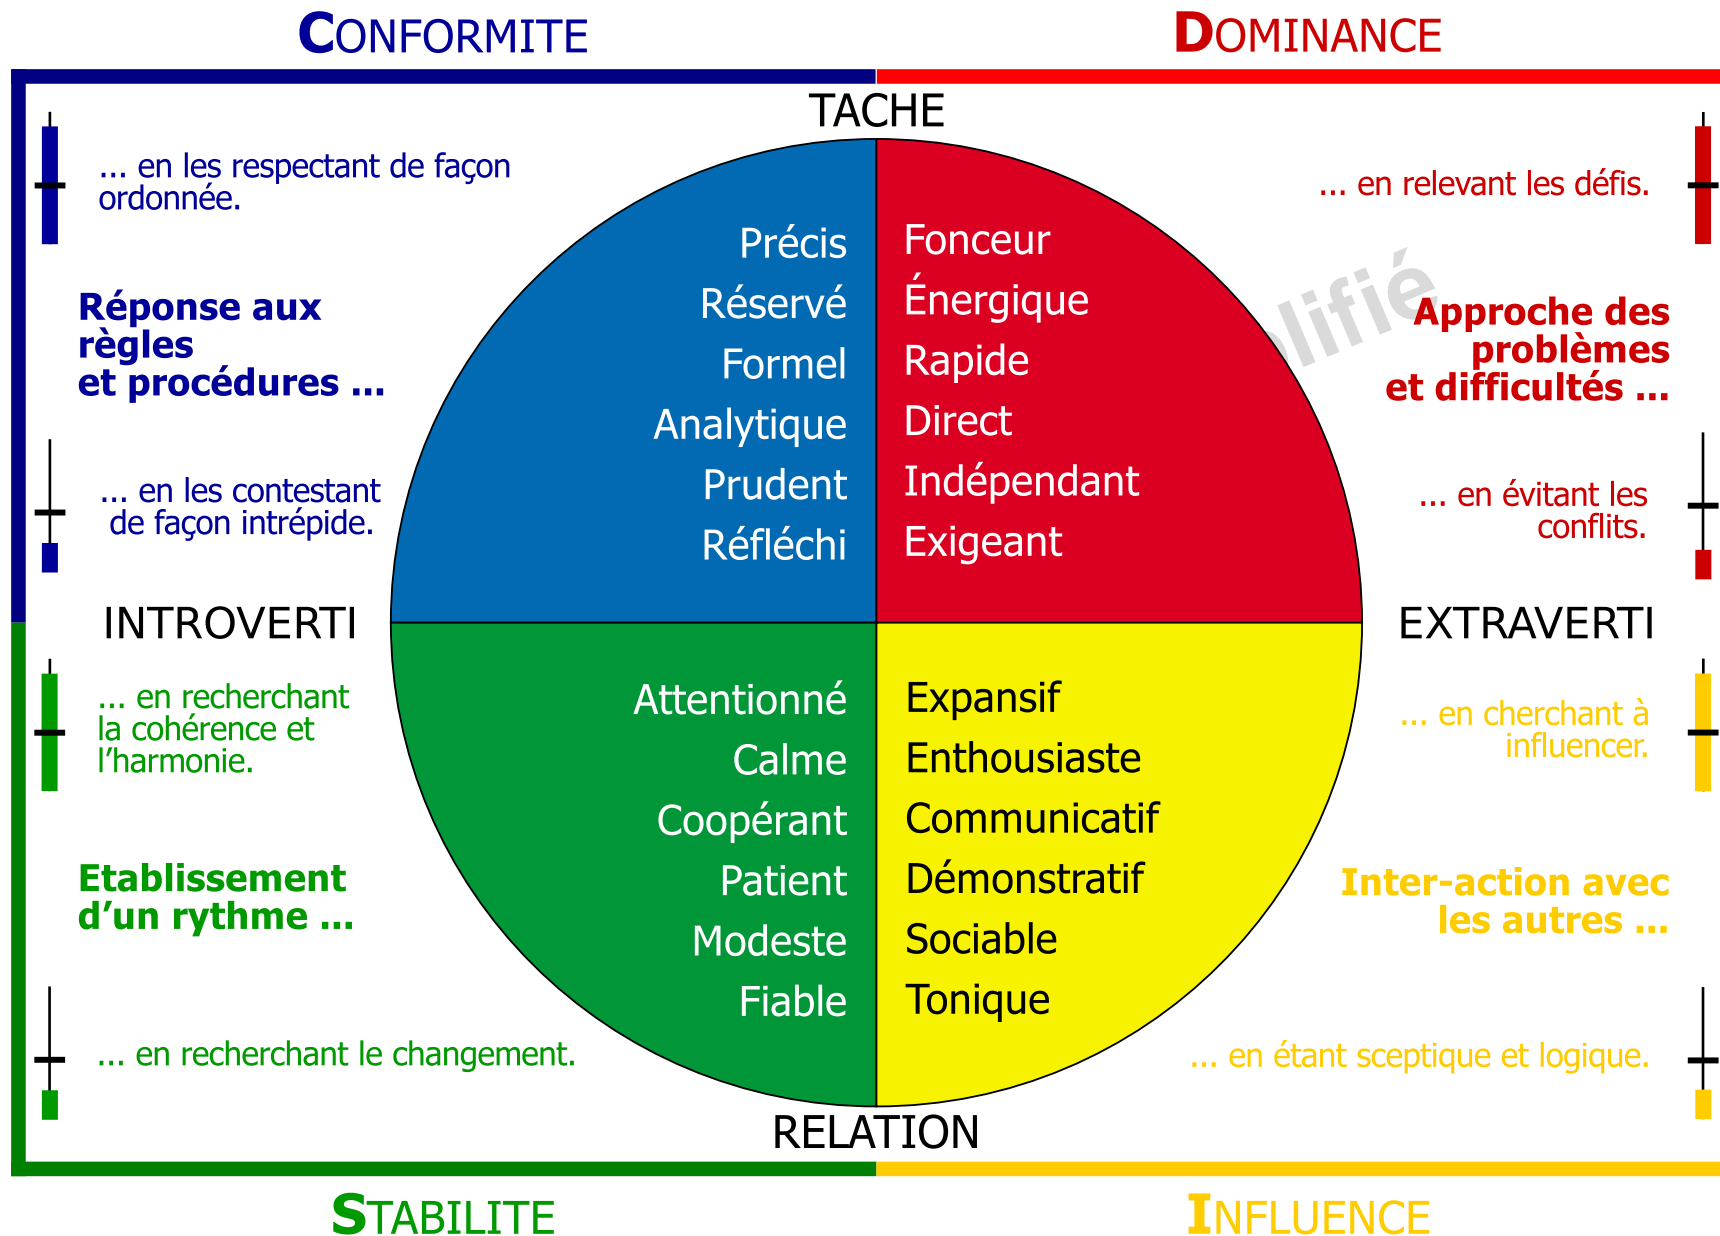 CONFORMITE
DOMINANCE
TACHE
... en les respectant de façon
ordonnée.
Réponse aux
règles
et procédures ...
... en les contestant
de façon intrépide.
Précis
Réservé
Formel
Analytique
Prudent
Réfléchi
Fonceur
Énergique
Rapide
Direct
Indépendant
Exigeant
... en relevant les défis.
Approche des
problèmes
et difficultés ...
... en évitant les
conflits.
INTROVERTI
EXTRAVERTI
... en recherchant
la cohérence et
l’harmonie.
Etablissement
d’un rythme ...
... en recherchant le changement.
Attentionné
Calme
Coopérant
Patient
Modeste
Fiable
Expansif
Enthousiaste
Communicatif
Démonstratif
Sociable
Tonique
... en cherchant à
influencer.
Inter-action avec
les autres ...
... en étant sceptique et logique.
RELATION
STABILITE
INFLUENCE